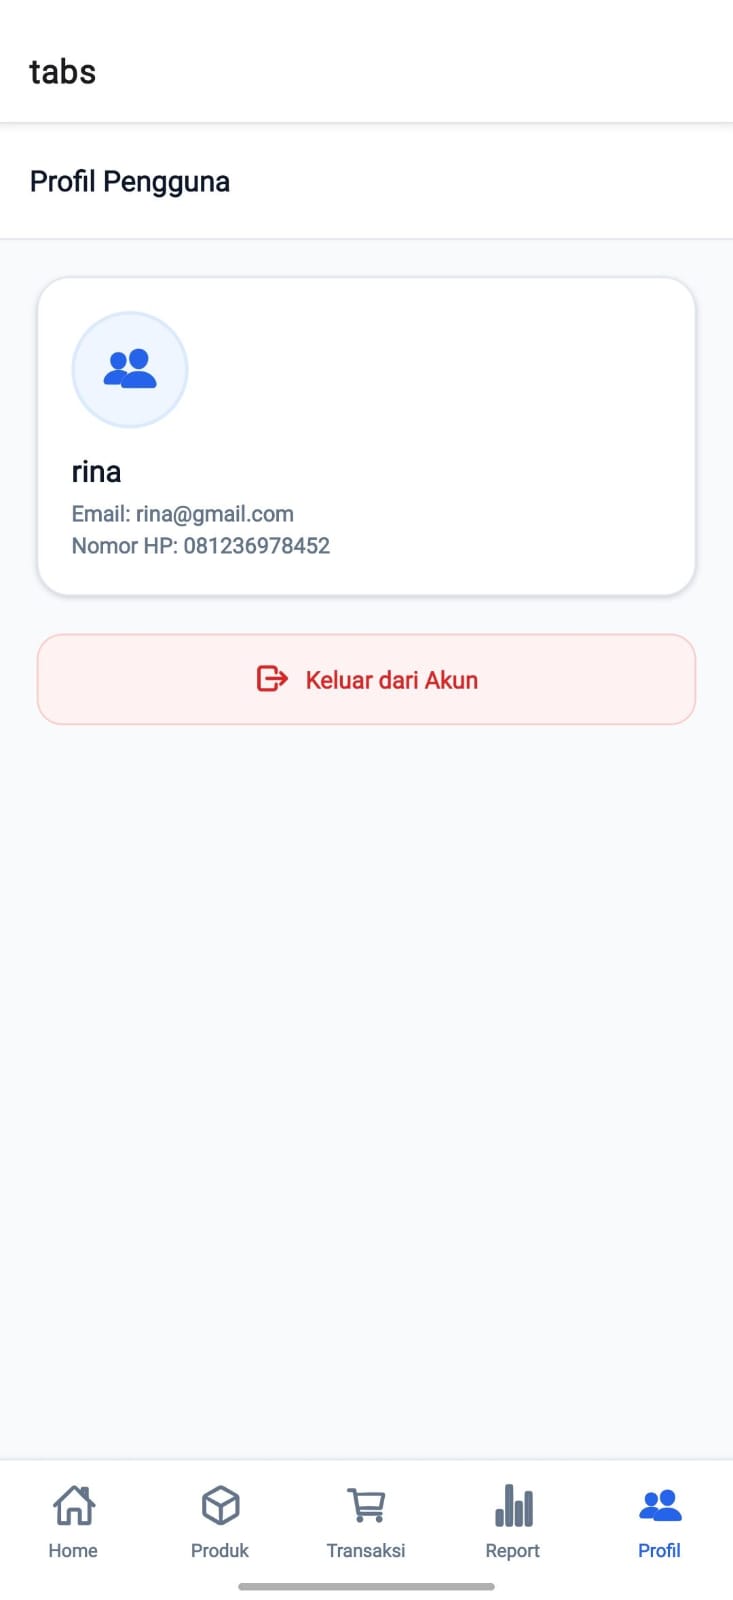 tabs
Profil Pengguna
rina
Email: rina@gmail.com
Nomor HP: 081236978452
Keluar dari Akun
Home
Produk
Transaksi
Report
Profil